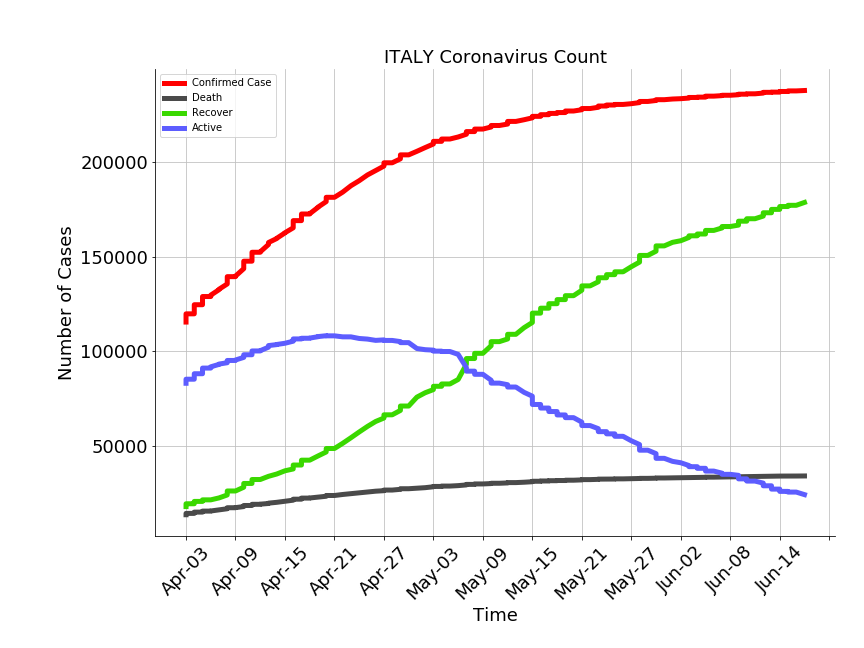 ITALY Coronavirus Count
Confirmed Case
Death
Recover
Active
200000
150000
100000
50000
Number of Cases
Apr-03 Apr-09 Apr-15 Apr-21 Apr-27 May-03 May-09 May-15 May-21 May-27 Jun-02 Jun-08 Jun-14
Time